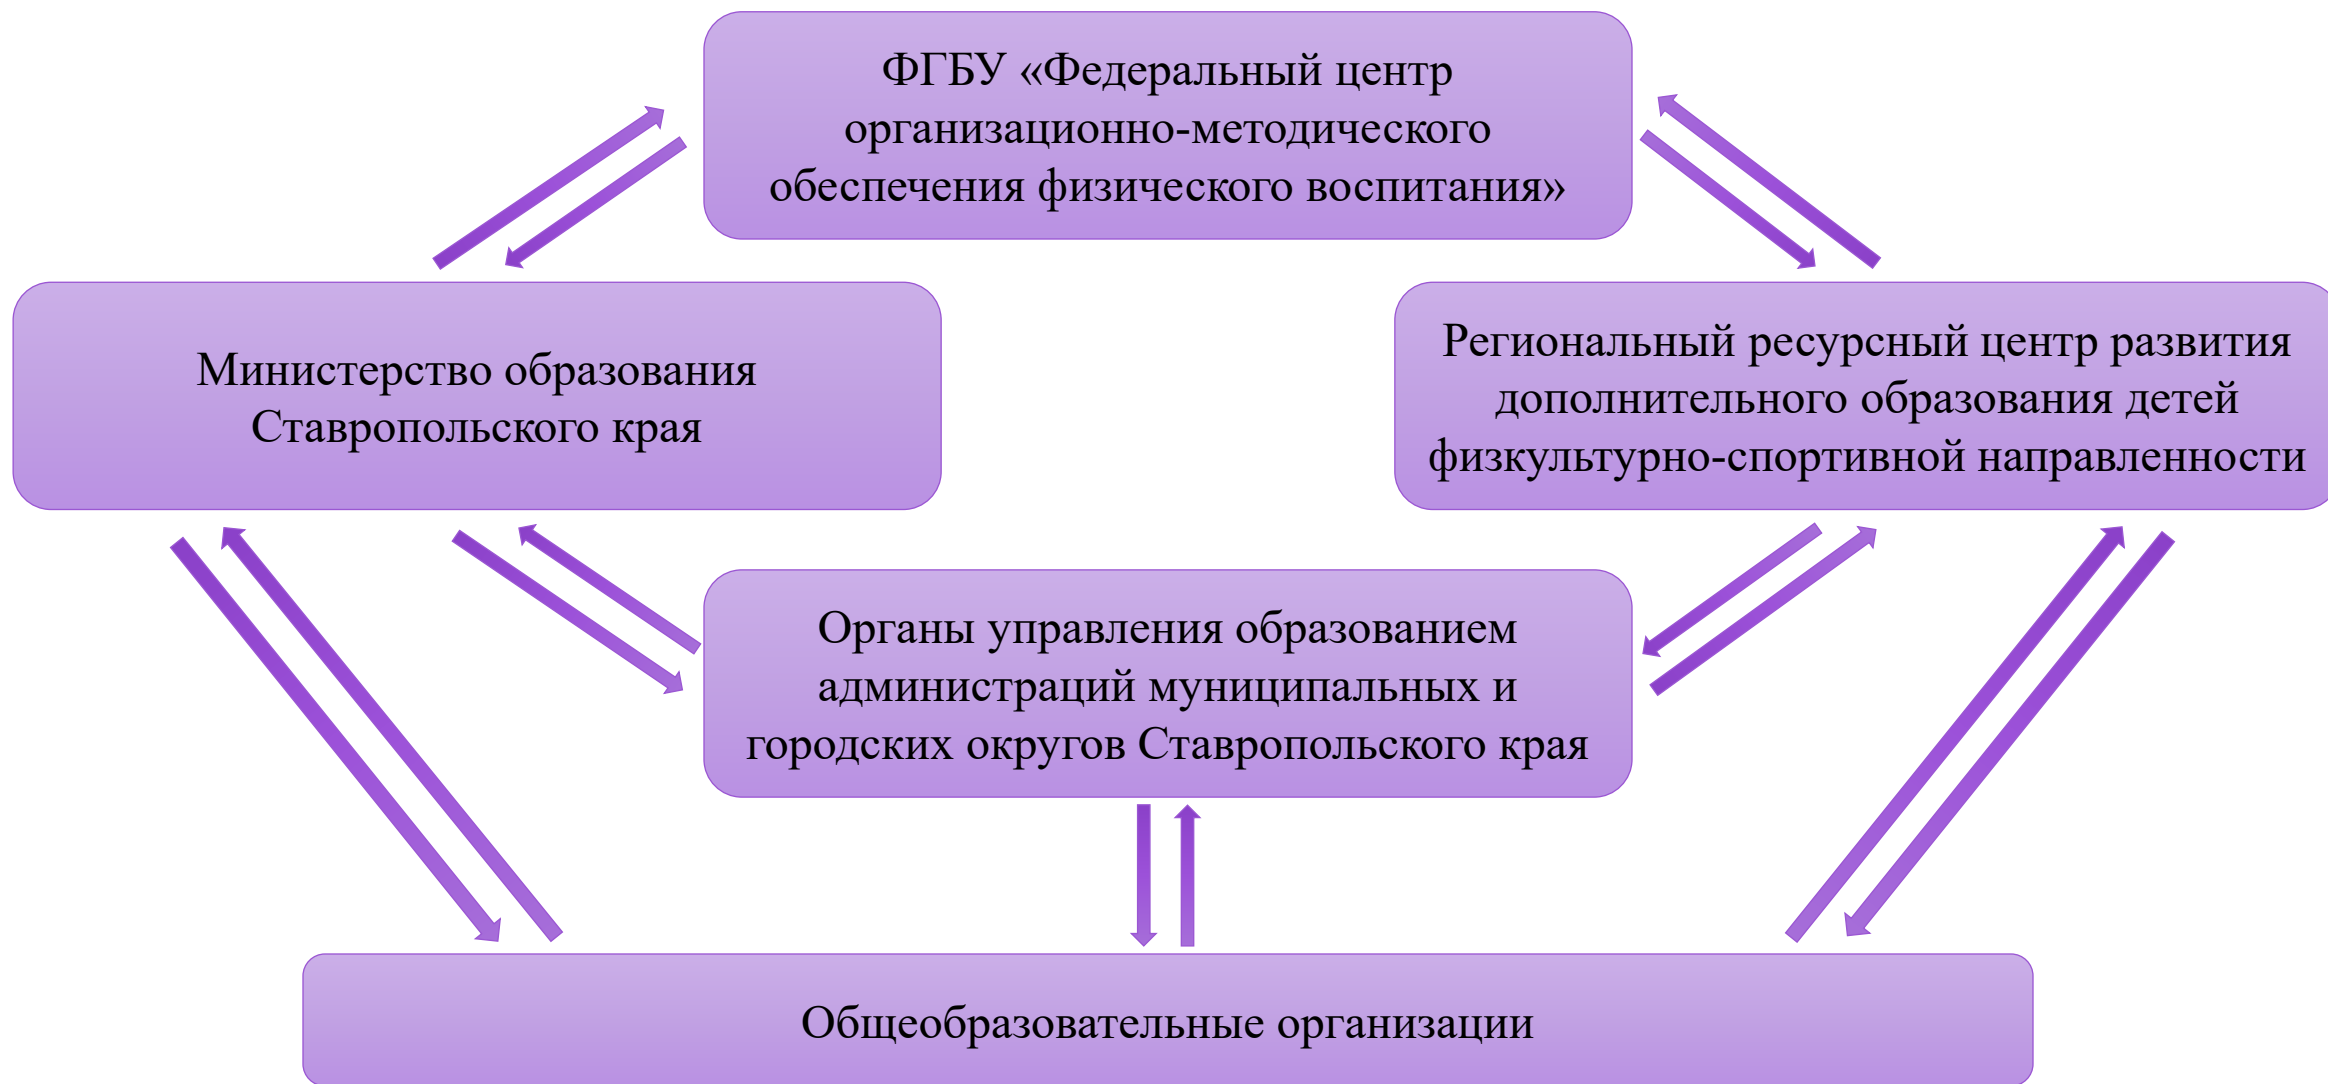 ФГБУ «Федеральный центр
организационно-методического
обеспечения физического воспитания»
Министерство образования
Ставропольского края
Региональный ресурсный центр развития
дополнительного образования детей
физкультурно-спортивной направленности
Органы управления образованием
администраций муниципальных и
городских округов Ставропольского края
Общеобразовательные организации